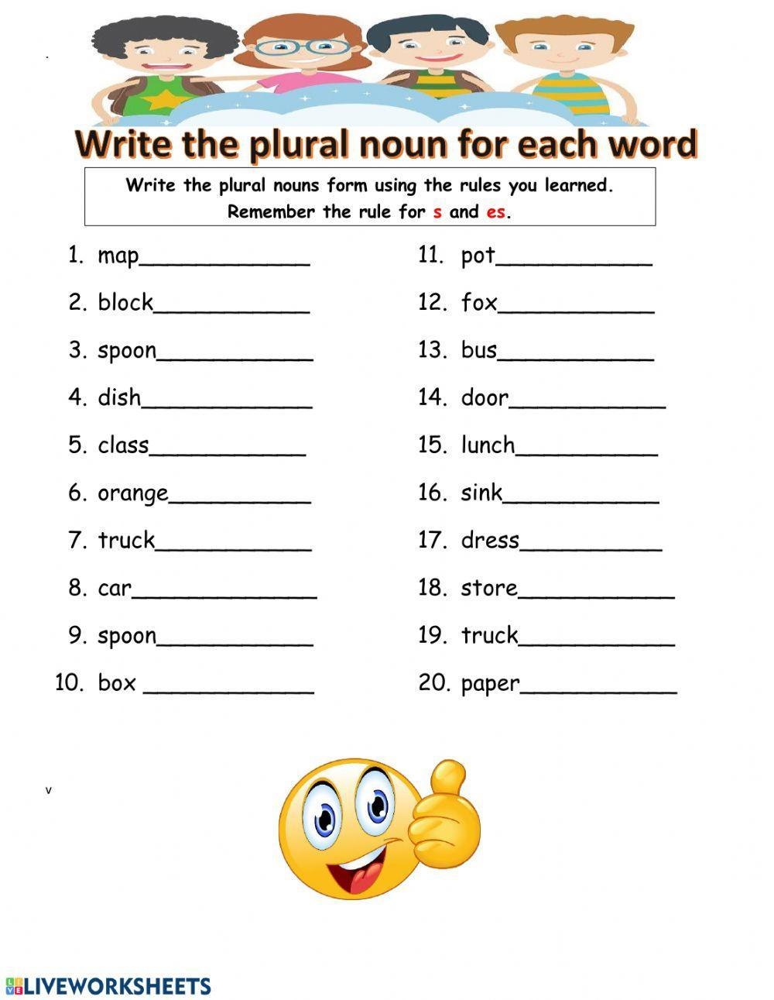 .
Write the plural noun for each word
Write the plural nouns form using the rules you learned.
Remember the rule for s and es.
1. map____________
2. block___________
3. spoon___________
4. dish____________
5. class___________
6. orange__________
7. truck___________
8. car_____________
9. spoon___________
10. box ____________
11. pot___________
12. fox___________
13. bus___________
14. door___________
15. lunch__________
16. sink___________
17. dress__________
18. store___________
19. truck___________
20. paper___________
v
LIVE LIVEWORKSHEETS